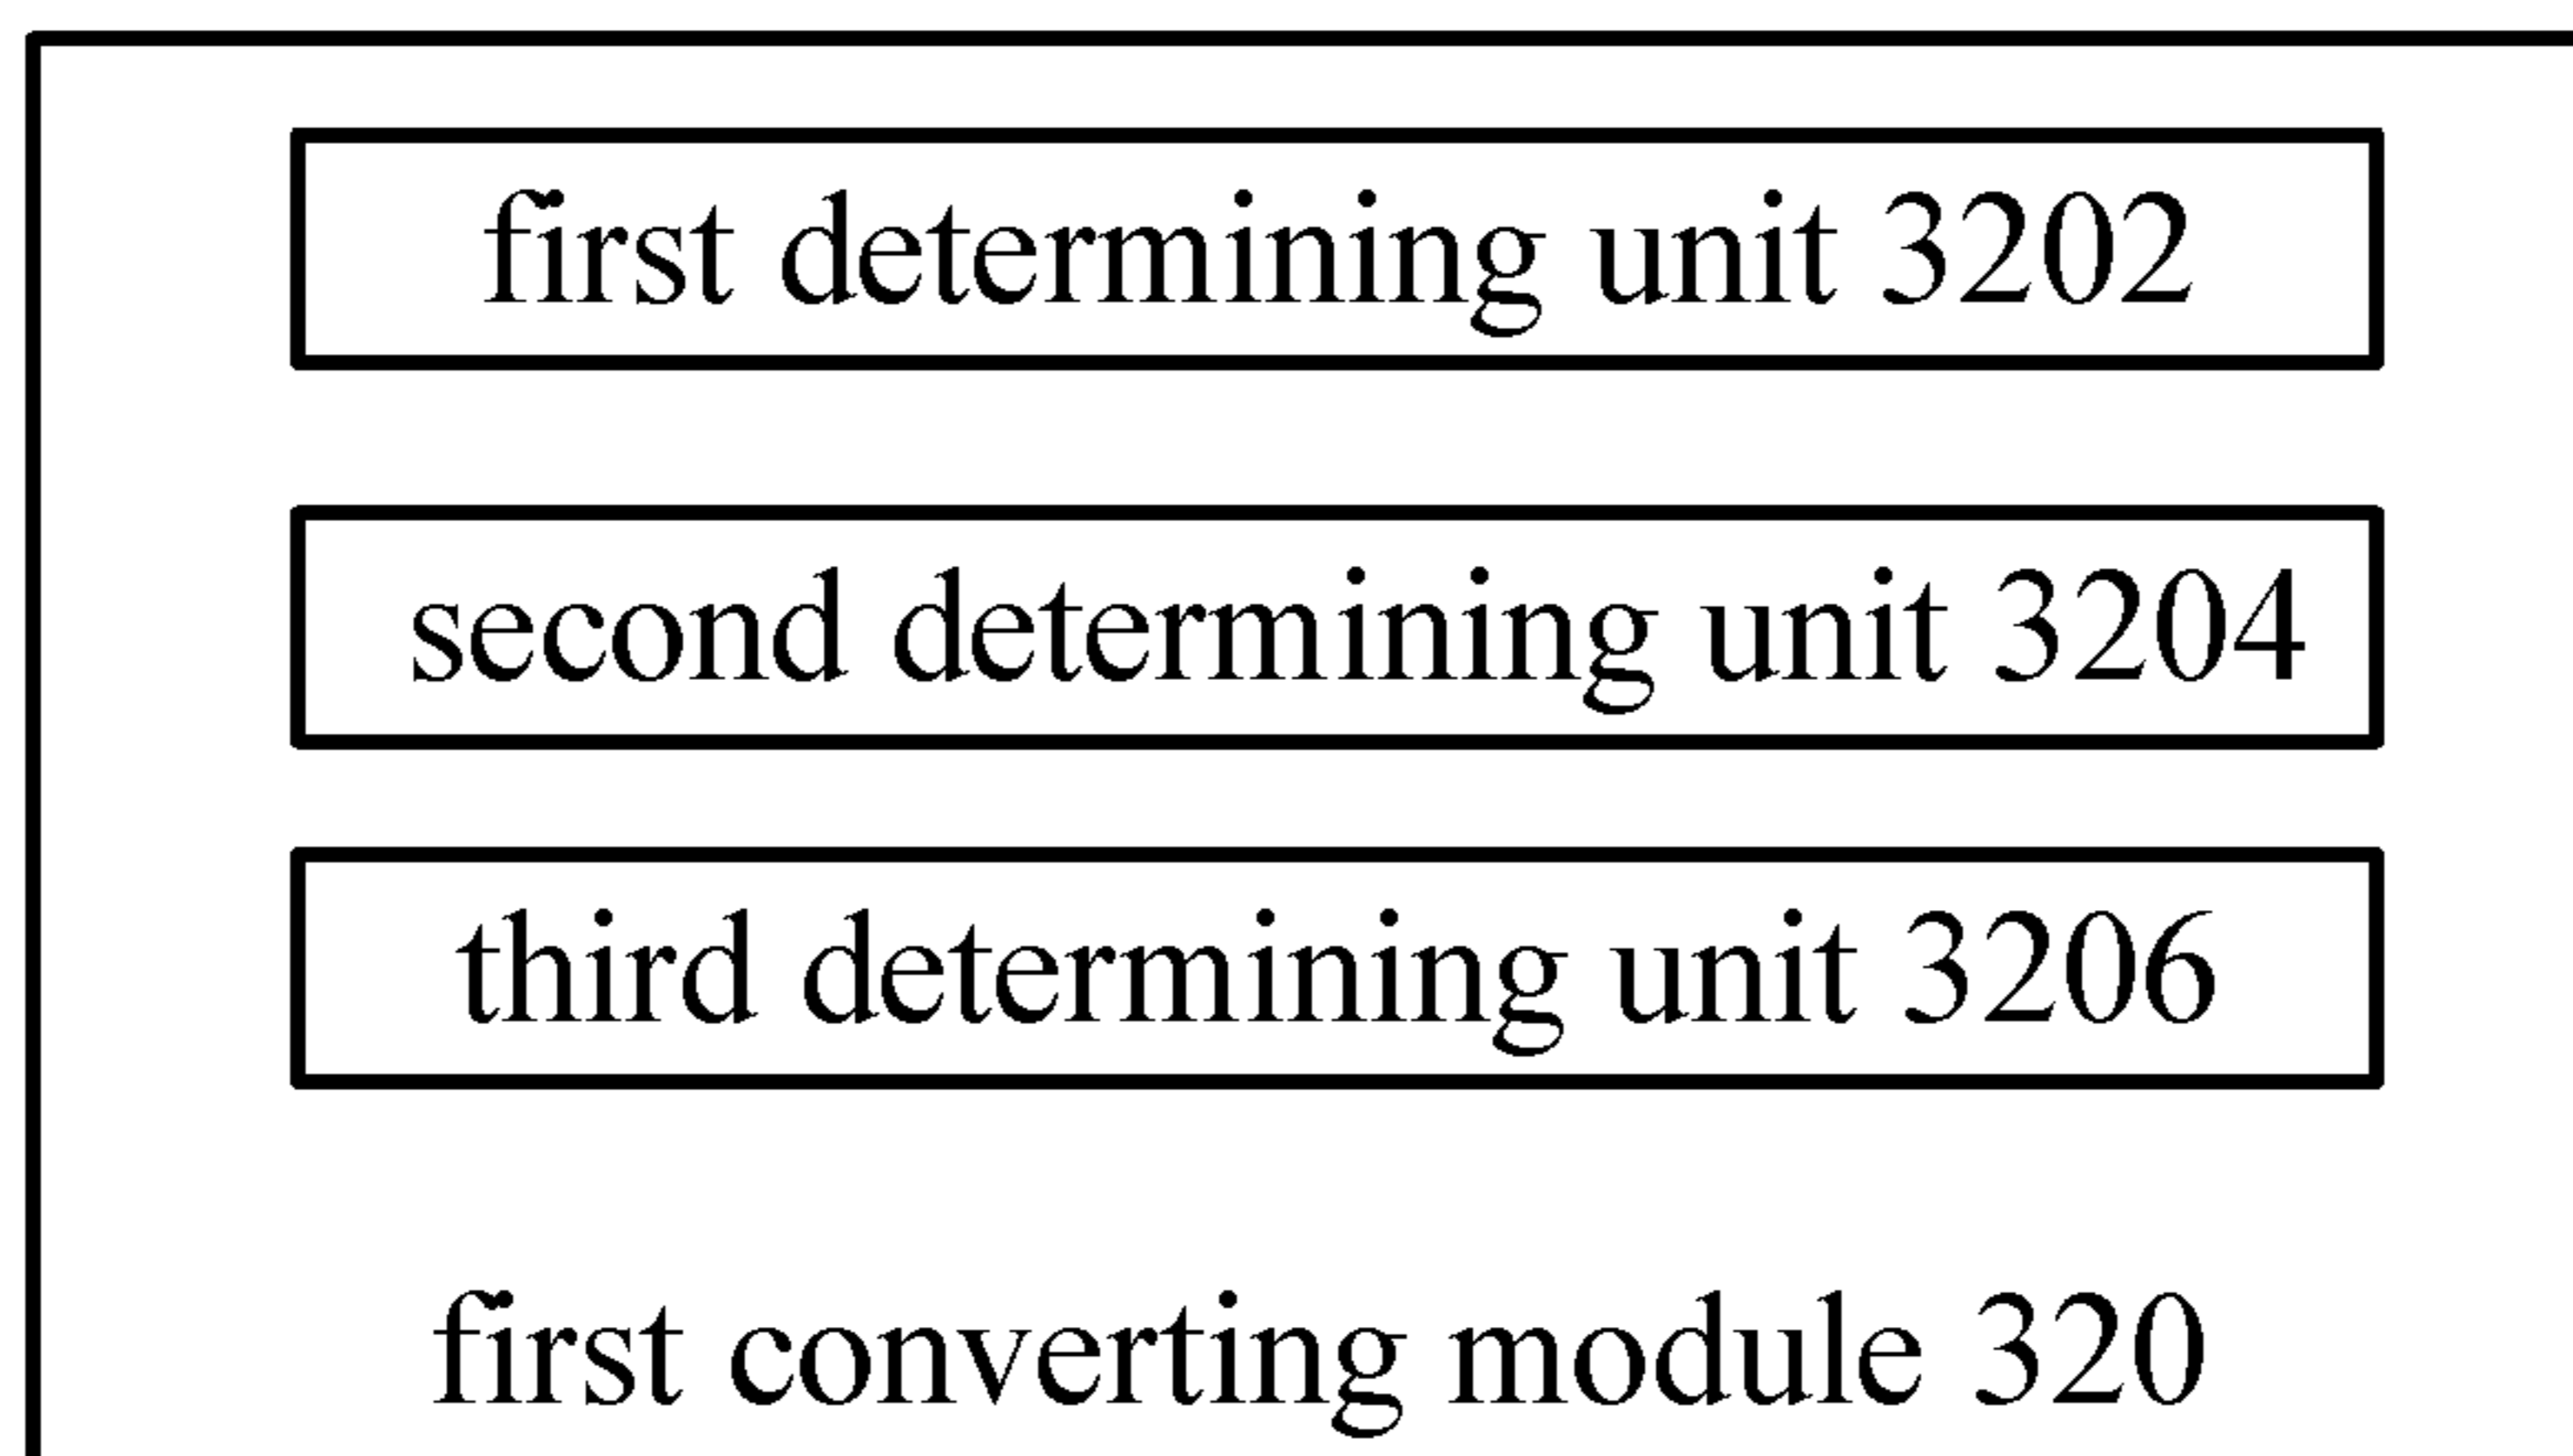 first determining unit 3202
second determining unit 3204
third determining unit 3206
first converting module 320